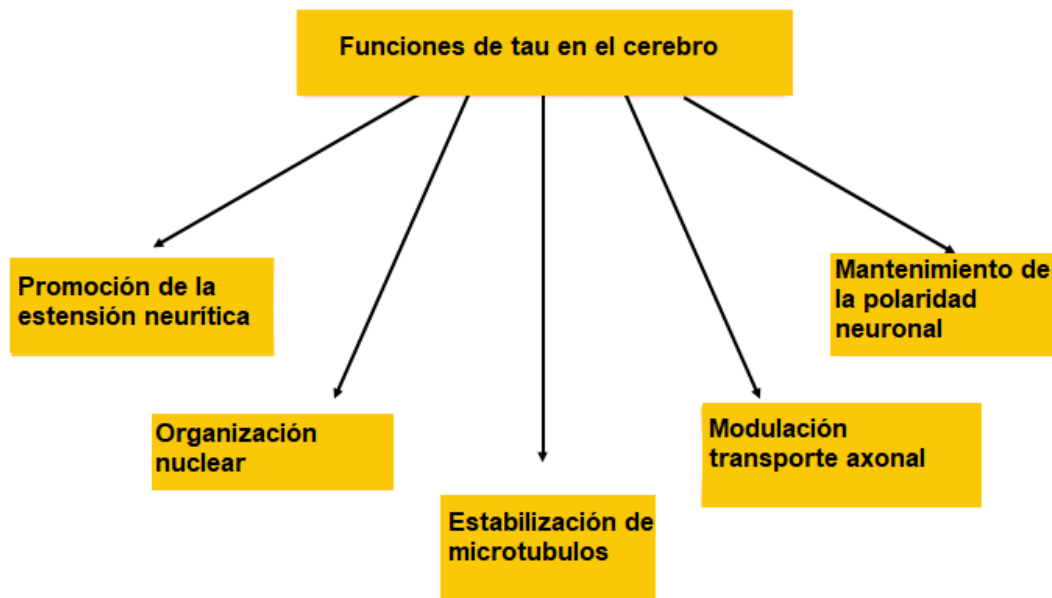 Funciones de tau en el cerebro
Promoción de la
estensión neurítica
Organización
nuclear
Estabilización de
microtubulos
Modulación
transporte axonal
Mantenimiento de
la polaridad
neuronal